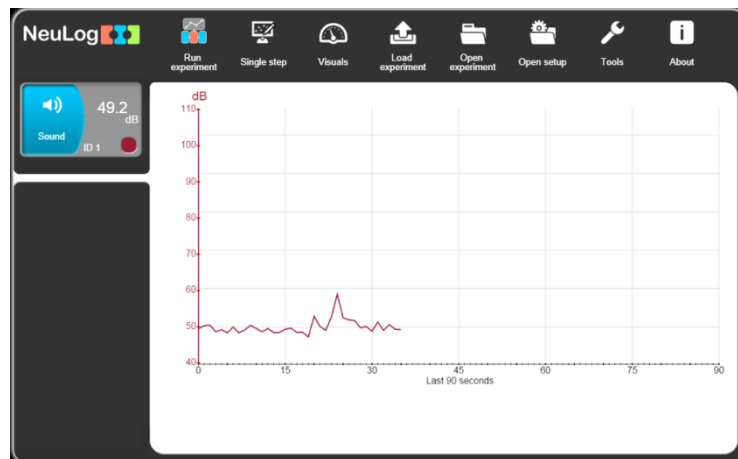 NeuLog
Run experiment
Single step
Visuals
Load experiment
Open experiment
Open setup
Tools
About
49.2
dB
Sound
ID 1
dB
110
100
90
80
70
60
50
40
0 15 30 45 60 75 90
Last 90 seconds